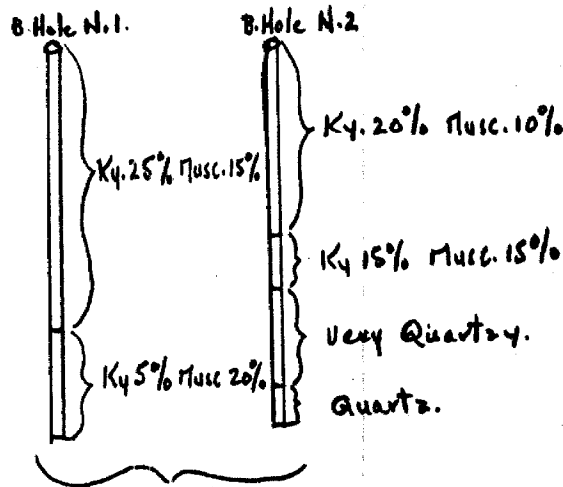 B.Hole N.1.
B.Hole N.2
Ky.20% Musc.10%
Ky.25% Musc.15%
Ky 15% Musc.15%
Very Quartzy.
Ky 5% Musc 20%
Quartz.